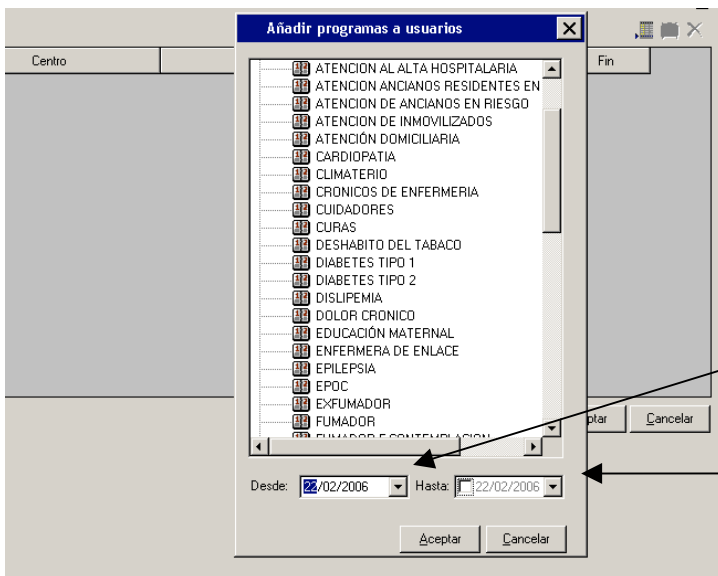 Añadir programas a usuarios
Centro
Fin
ATENCION AL ALTA HOSPITALARIA
ATENCION ANCIANOS RESIDENTES EN
ATENCION DE ANCIANOS EN RIESGO
ATENCION DE INMOVILIZADOS
ATENCIÓN DOMICILIARIA
CARDIOPATIA
CLIMATERIO
CRONICOS DE ENFERMERIA
CUIDADORES
CURAS
DESHABITO DEL TABACO
DIABETES TIPO 1
DIABETES TIPO 2
DISLIPEMIA
DOLOR CRONICO
EDUCACIÓN MATERNAL
ENFERMERA DE ENLACE
EPILEPSIA
EPOC
EXFUMADOR
FUMADOR
FUMADOR F CONTEMPLACION
ptar Cancelar
Desde: 22/02/2006 Hasta: 22/02/2006
Aceptar Cancelar